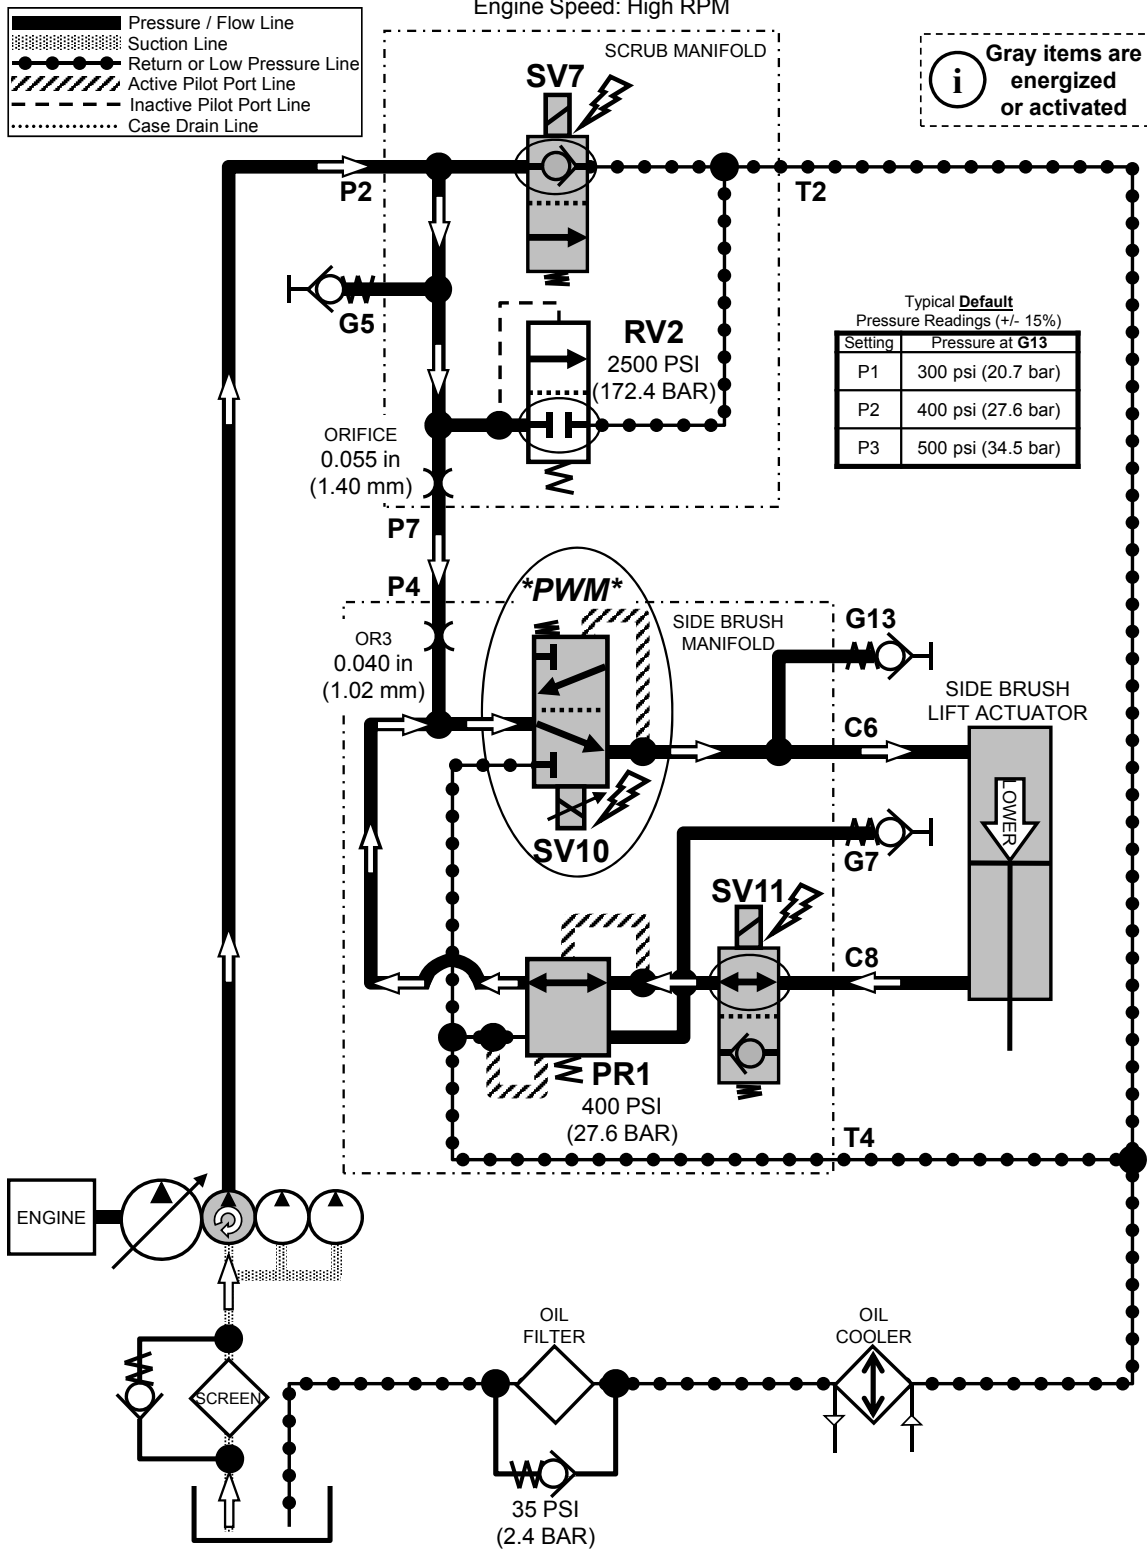 Engine Speed: High RPM
Pressure / Flow Line
Suction Line
Return or Low Pressure Line
Active Pilot Port Line
Inactive Pilot Port Line
Case Drain Line
SCRUB MANIFOLD
SV7
i
Gray items are
energized
or activated
P2
T2
G5
RV2
2500 PSI
(172.4 BAR)
Typical Default
Pressure Readings (+/- 15%)
Setting Pressure at G13
P1 300 psi (20.7 bar)
P2 400 psi (27.6 bar)
P3 500 psi (34.5 bar)
ORIFICE
0.055 in
(1.40 mm)
P7
P4
*PWM*
SIDE BRUSH
MANIFOLD
G13
OR3
0.040 in
(1.02 mm)
SIDE BRUSH
LIFT ACTUATOR
C6
LOWER
SV10
G7
SV11
C8
PR1
400 PSI
(27.6 BAR)
T4
ENGINE
OIL
FILTER
OIL
COOLER
SCREEN
35 PSI
(2.4 BAR)